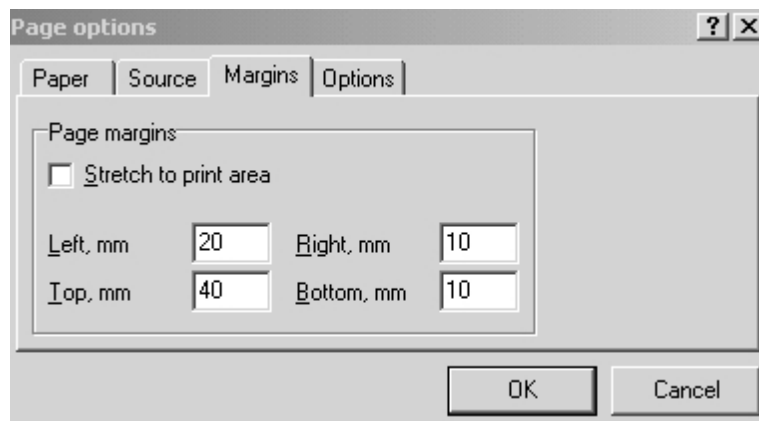 Page options ? ×
Paper Source Margins Options
Page margins
Stretch to print area
Left, mm 20 Right, mm 10
Top, mm 40 Bottom, mm 10
OK Cancel